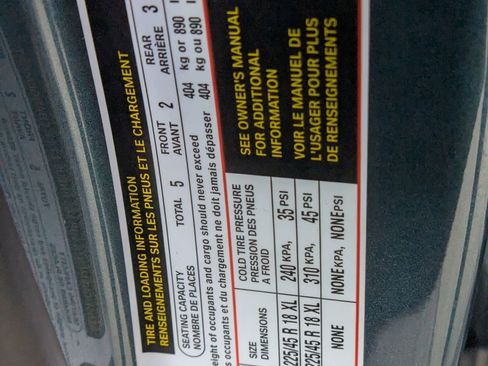 TIRE AND LOADING INFORMATION
RENSEIGNEMENTS SUR LES PNEUS ET LE CHARGEMENT
SEATING CAPACITY
NOMBRE DE PLACES
TOTAL 5
FRONT
AVANT 2
REAR
ARRIÈRE 3
eight of occupants and cargo should never exceed 404 kg or 890
s occupants et du chargement ne doit jamais dépasser 404 kg ou 890
SIZE
DIMENSIONS
COLD TIRE PRESSURE
PRESSION DES PNEUS
A FROID
225/45 R 18 XL 240 KPA, 35 PSI
225/45 R 18 XL 310 KPA, 45 PSI
NONE NONEKPA, NONEPSI
SEE OWNER'S MANUAL
FOR ADDITIONAL
INFORMATION
VOIR LE MANUEL DE
L'USAGER POUR PLUS
DE RENSEIGNEMENTS